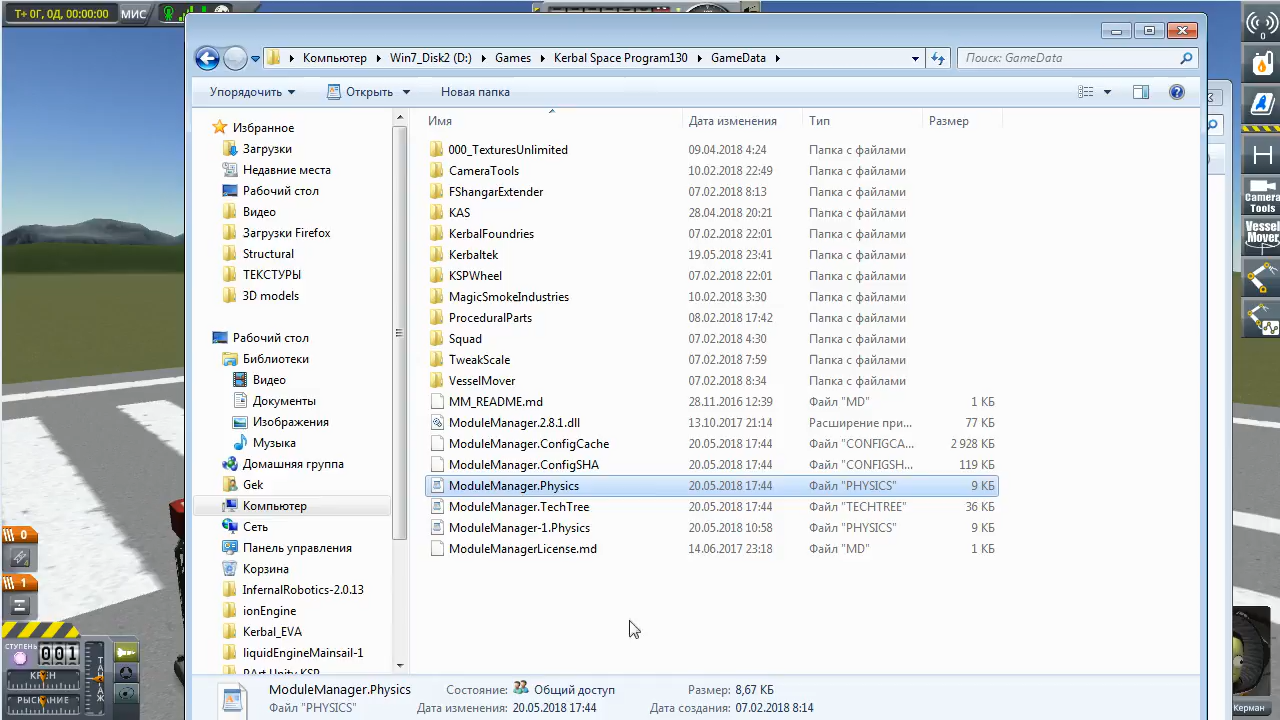 T+ 0Г, 0Д, 00:00:00 МИС
Компьютер Win7_Disk2 (D:) Games Kerbal Space Program130 GameData Поиск: GameData
Упорядочить Открыть Новая папка
Имя Дата изменения Тип Размер
Избранное
Загрузки
Недавние места
Рабочий стол
Видео
Загрузки Firefox
Structural
ТЕКСТУРЫ
3D models
Рабочий стол
Библиотеки
Видео
Документы
Изображения
Музыка
Домашняя группа
Gek
Компьютер
Сеть
Панель управления
Корзина
InfernalRobotics-2.0.13
ionEngine
Kerbal_EVA
liquidEngineMainsail-1
000_TexturesUnlimited 09.04.2018 4:24 Папка с файлами
CameraTools 10.02.2018 22:49 Папка с файлами
FShangarExtender 07.02.2018 8:13 Папка с файлами
KAS 28.04.2018 20:21 Папка с файлами
KerbalFoundries 07.02.2018 22:01 Папка с файлами
Kerbaltek 19.05.2018 23:41 Папка с файлами
KSPWheel 07.02.2018 22:01 Папка с файлами
MagicSmokeIndustries 10.02.2018 3:30 Папка с файлами
ProceduralParts 08.02.2018 17:42 Папка с файлами
Squad 07.02.2018 4:30 Папка с файлами
TweakScale 07.02.2018 7:59 Папка с файлами
VesselMover 07.02.2018 8:34 Папка с файлами
MM_README.md 28.11.2016 12:39 Файл "MD" 1 КБ
ModuleManager.2.8.1.dll 13.10.2017 21:14 Расширение при... 77 КБ
ModuleManager.ConfigCache 20.05.2018 17:44 Файл "CONFIGCA... 2 928 КБ
ModuleManager.ConfigSHA 20.05.2018 17:44 Файл "CONFIGSH... 119 КБ
ModuleManager.Physics 20.05.2018 17:44 Файл "PHYSICS" 9 КБ
ModuleManager.TechTree 20.05.2018 17:44 Файл "TECHTREE" 36 КБ
ModuleManager-1.Physics 20.05.2018 10:58 Файл "PHYSICS" 9 КБ
ModuleManagerLicense.md 14.06.2017 23:18 Файл "MD" 1 КБ
ModuleManager.Physics Состояние: Общий доступ Размер:
Файл "PHYSICS" Дата изменения: 20.05.2018 17:44 Дата создания: 07.02.2018 8:14
0
Camera Tools
Vessel Mover
0
1
СТУПЕНЬ
001
КРЕН
РЫСКАНИЕ
ТАНГАЖ
Керман